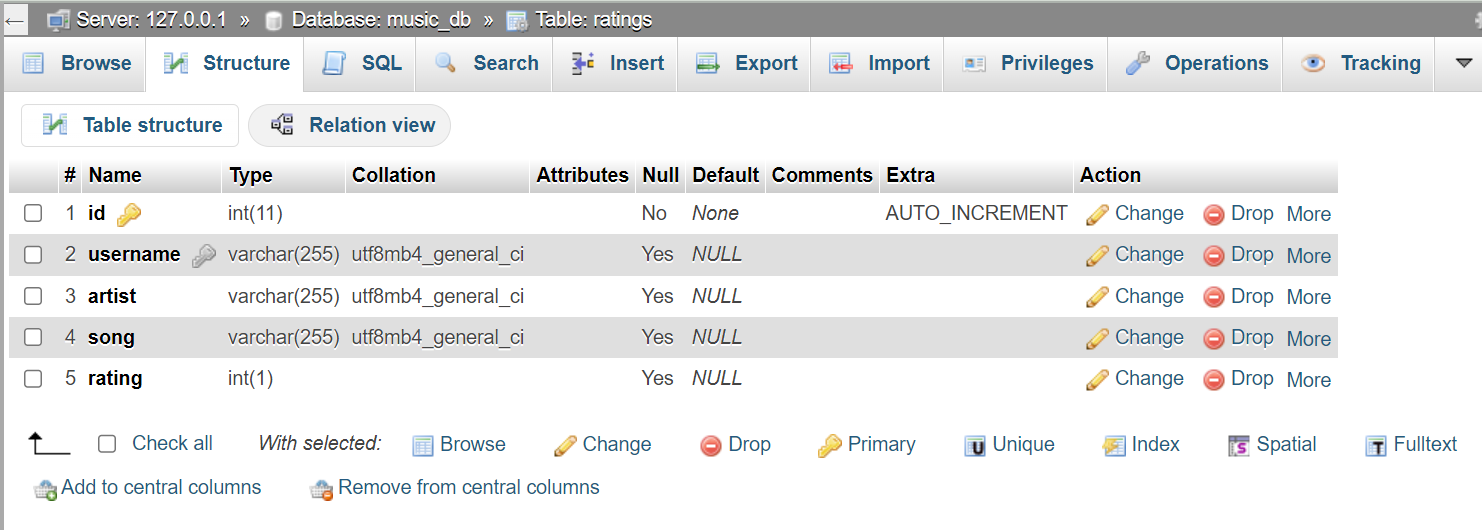 Server: 127.0.0.1 » Database: music_db » Table: ratings
Browse Structure SQL Search Insert Export Import Privileges Operations Tracking
Table structure Relation view
# Name Type Collation Attributes Null Default Comments Extra Action
1 id int(11) No None AUTO_INCREMENT Change Drop More
2 username varchar(255) utf8mb4_general_ci Yes NULL Change Drop More
3 artist varchar(255) utf8mb4_general_ci Yes NULL Change Drop More
4 song varchar(255) utf8mb4_general_ci Yes NULL Change Drop More
5 rating int(1) Yes NULL Change Drop More
Check all With selected: Browse Change Drop Primary Unique Index Spatial Fulltext
Add to central columns Remove from central columns